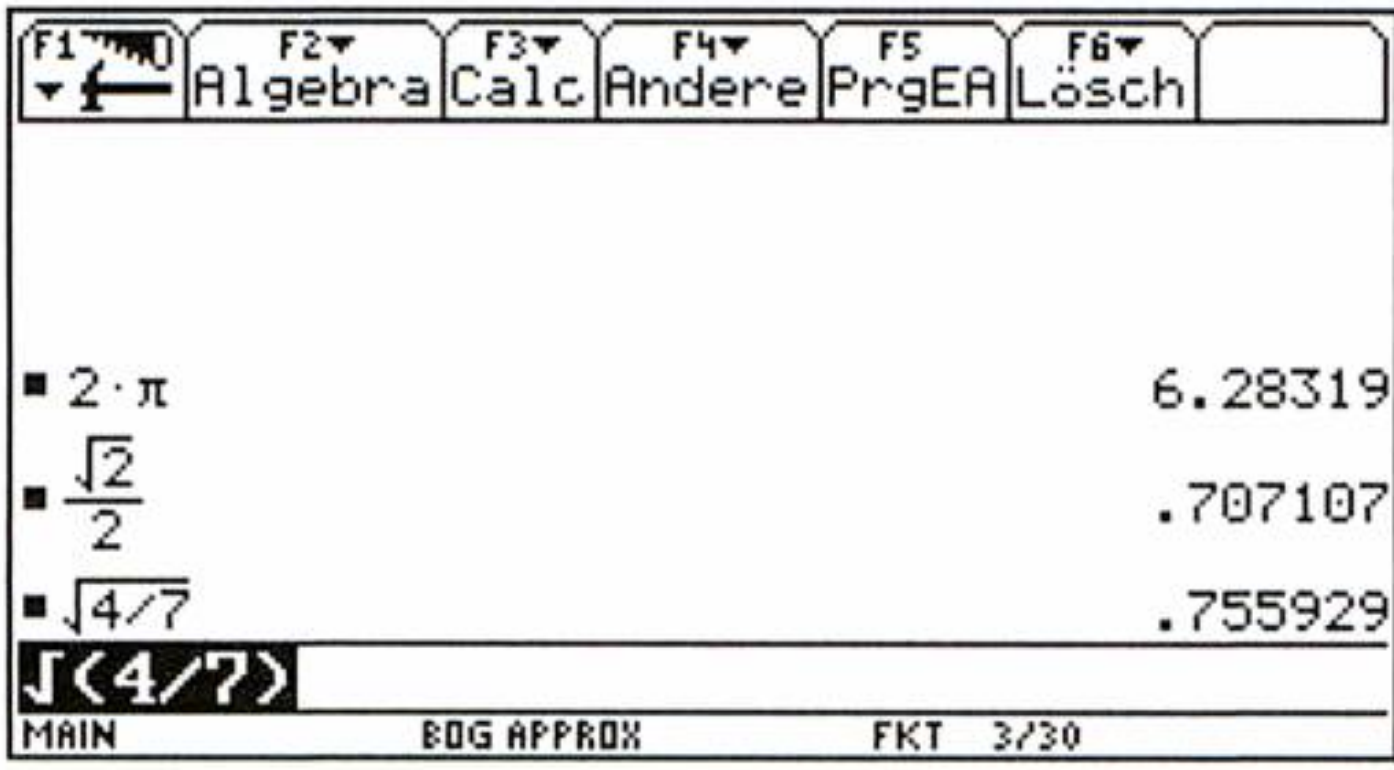 F1 F2 F3 F4 F5 F6
Algebra Calc Andere PrgEA Lösch
2·π 6.28319
√2/2 .707107
√4/7 .755929
√(4/7)
MAIN BOG APPROX FKT 3/30